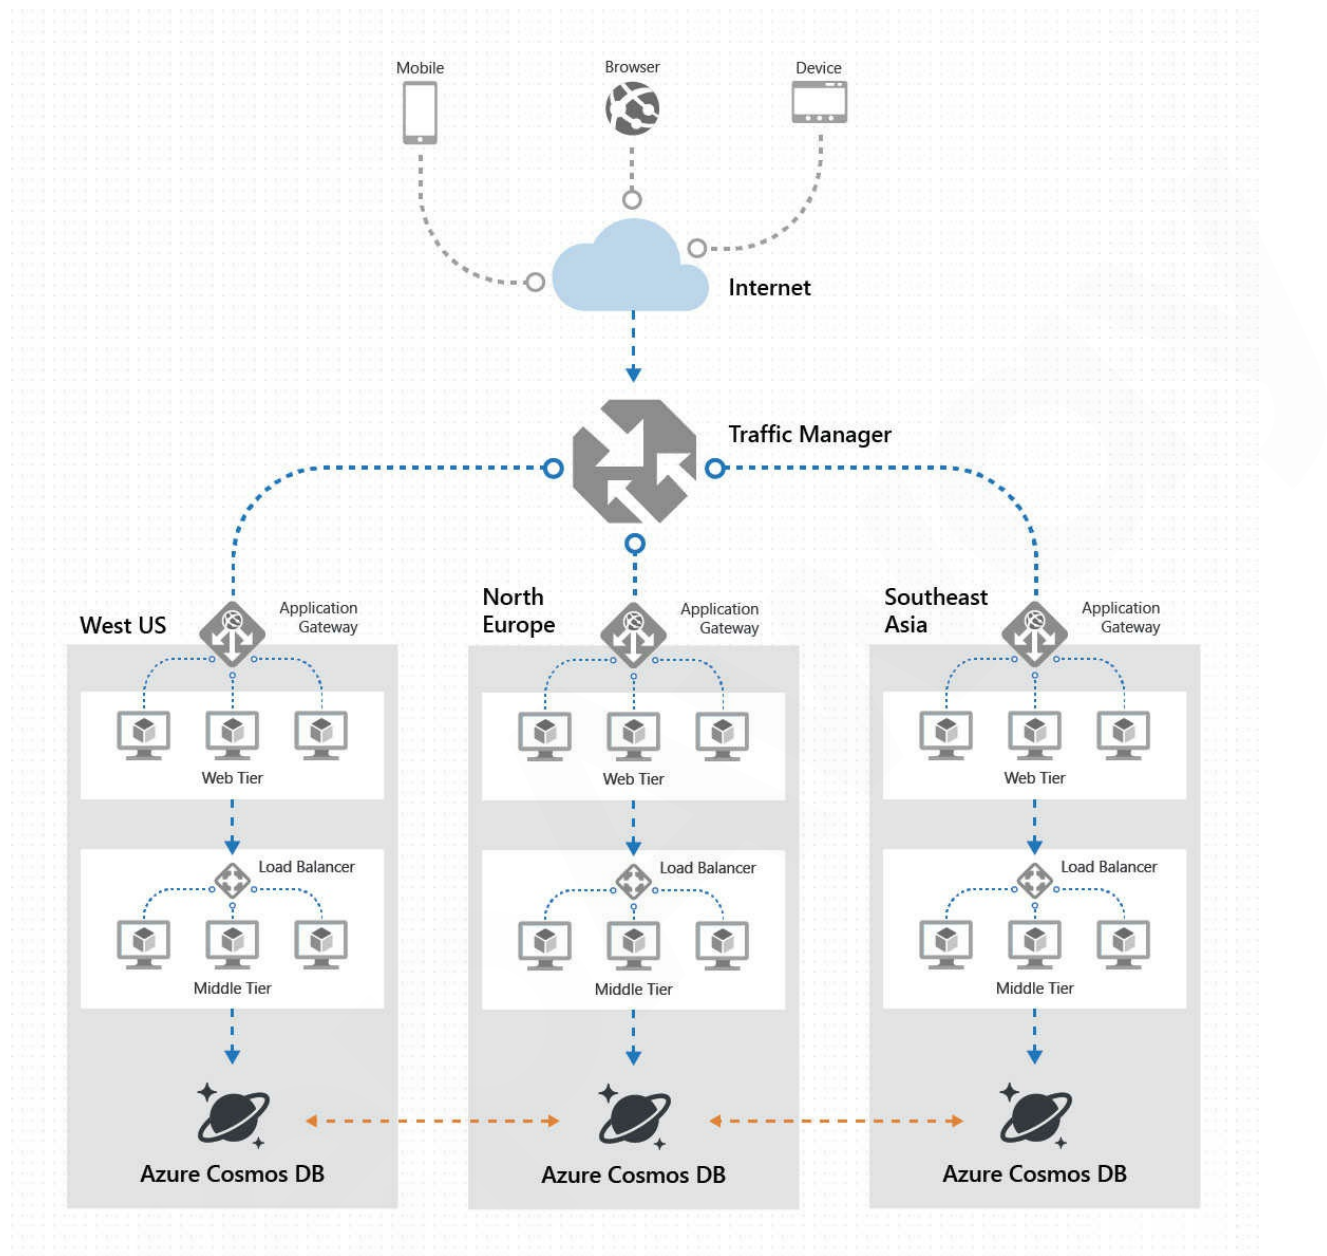 Mobile
Browser
Device
Internet
Traffic Manager
West US
Application
Gateway
North
Europe
Application
Gateway
Southeast
Asia
Application
Gateway
Web Tier
Web Tier
Web Tier
Load Balancer
Load Balancer
Load Balancer
Middle Tier
Middle Tier
Middle Tier
Azure Cosmos DB
Azure Cosmos DB
Azure Cosmos DB